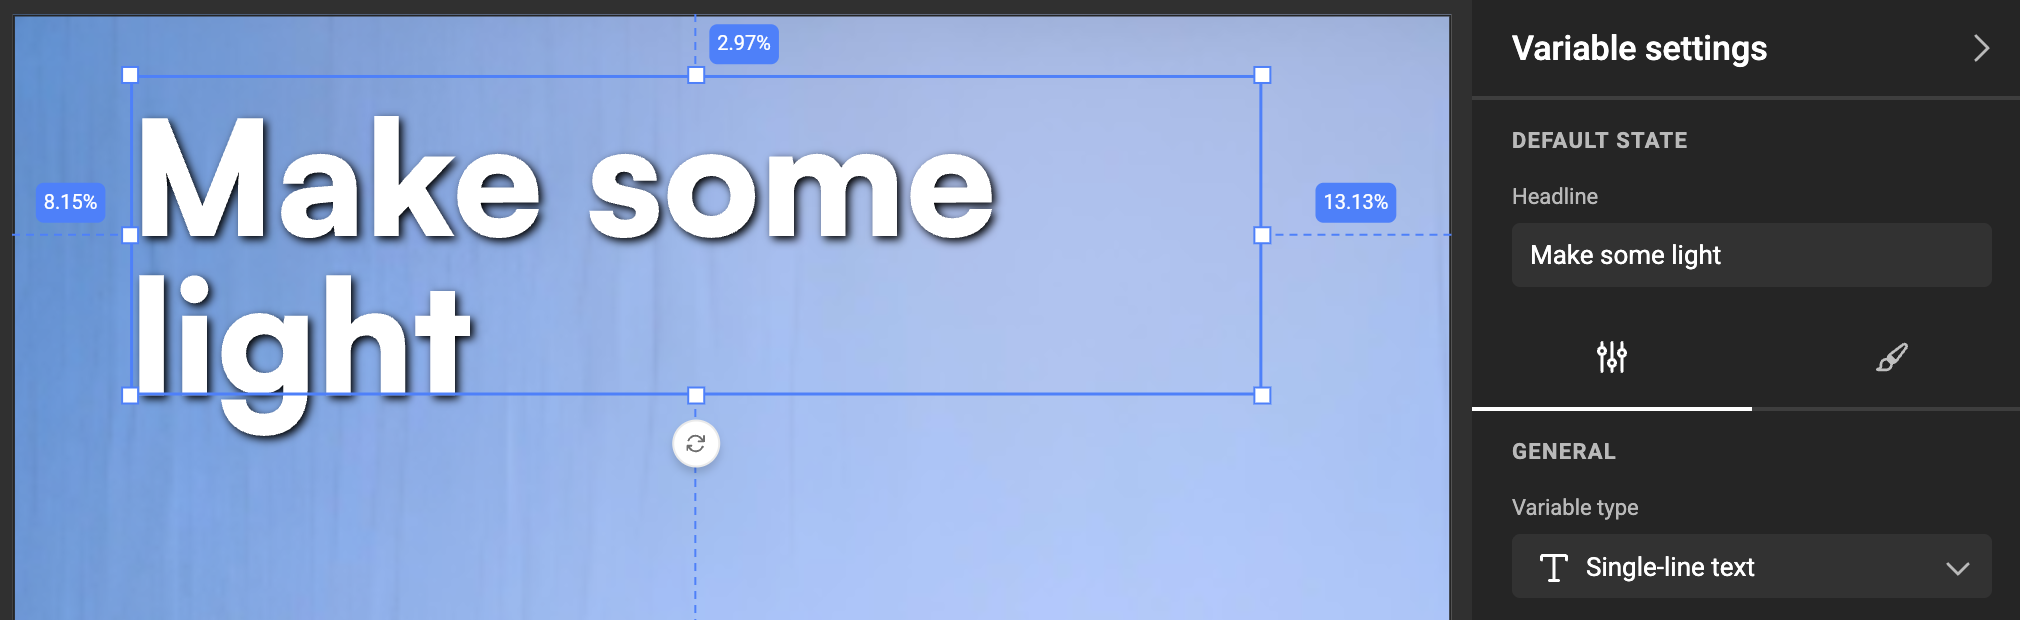 2.97%
Make some
light
8.15%
13.13%
Variable settings
DEFAULT STATE
Headline
Make some light
GENERAL
Variable type
Single-line text